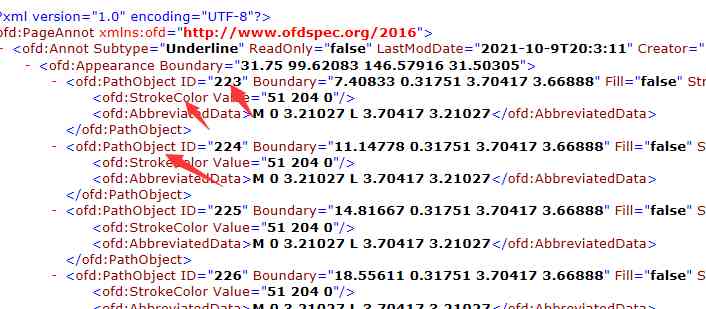 ?xml version="1.0" encoding="UTF-8"?>
ofd:PageAnnot xmlns:ofd="http://www.ofdspec.org/2016">
- <ofd:Annot Subtype="Underline" ReadOnly="false" LastModDate="2021-10-9T20:3:11" Creator="
- <ofd:Appearance Boundary="31.75 99.62083 146.57916 31.50305">
- <ofd:PathObject ID="223" Boundary="7.40833 0.31751 3.70417 3.66888" Fill="false" Str
<ofd:StrokeColor Value="51 204 0"/>
<ofd:AbbreviatedData>M 0 3.21027 L 3.70417 3.21027</ofd:AbbreviatedData>
</ofd:PathObject>
- <ofd:PathObject ID="224" Boundary="11.14778 0.31751 3.70417 3.66888" Fill="false"
<ofd:StrokeColor Value="51 204 0"/>
<ofd:AbbreviatedData>M 0 3.21027 L 3.70417 3.21027</ofd:AbbreviatedData>
</ofd:PathObject>
- <ofd:PathObject ID="225" Boundary="14.81667 0.31751 3.70417 3.66888" Fill="false" S
<ofd:StrokeColor Value="51 204 0"/>
<ofd:AbbreviatedData>M 0 3.21027 L 3.70417 3.21027</ofd:AbbreviatedData>
</ofd:PathObject>
- <ofd:PathObject ID="226" Boundary="18.55611 0.31751 3.70417 3.66888" Fill="false" S
<ofd:StrokeColor Value="51 204 0"/>
<ofd:AbbreviatedData>M 0 3.21027 L 3.70417 3.21027</ofd:AbbreviatedData>